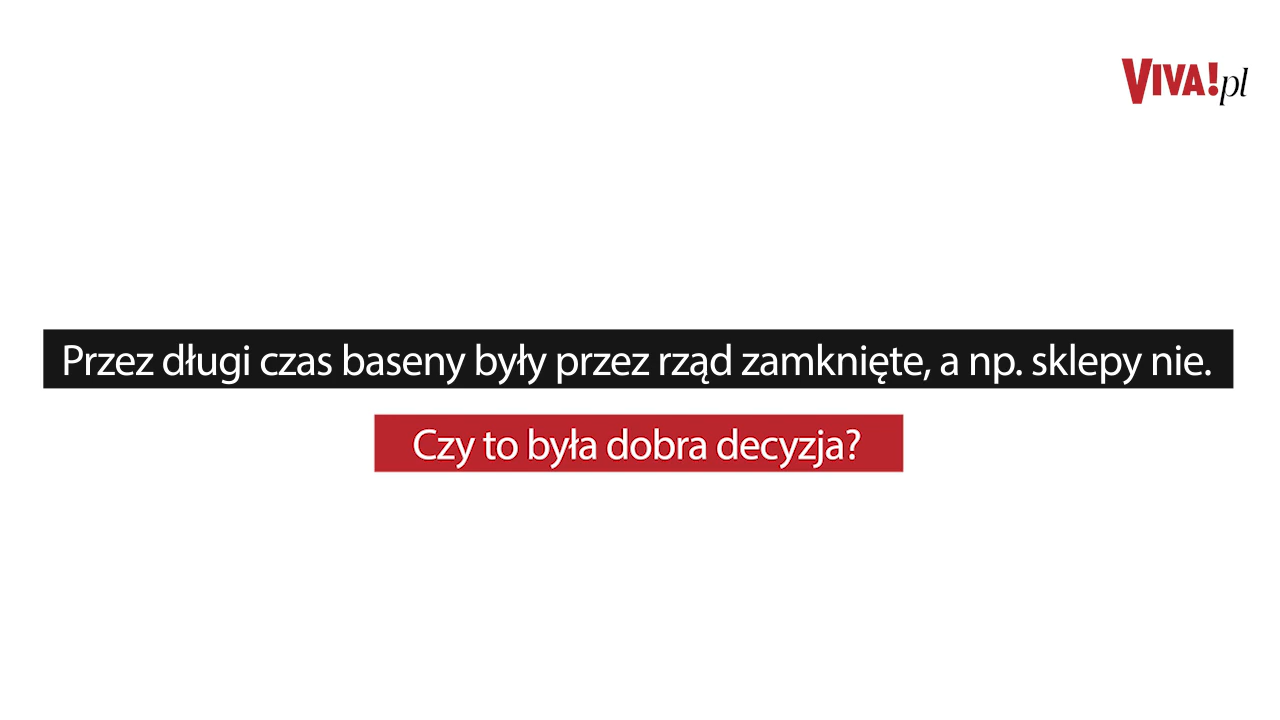 VIVA!pl
Przez długi czas baseny były przez rząd zamknięte, a np. sklepy nie.
Czy to była dobra decyzja?